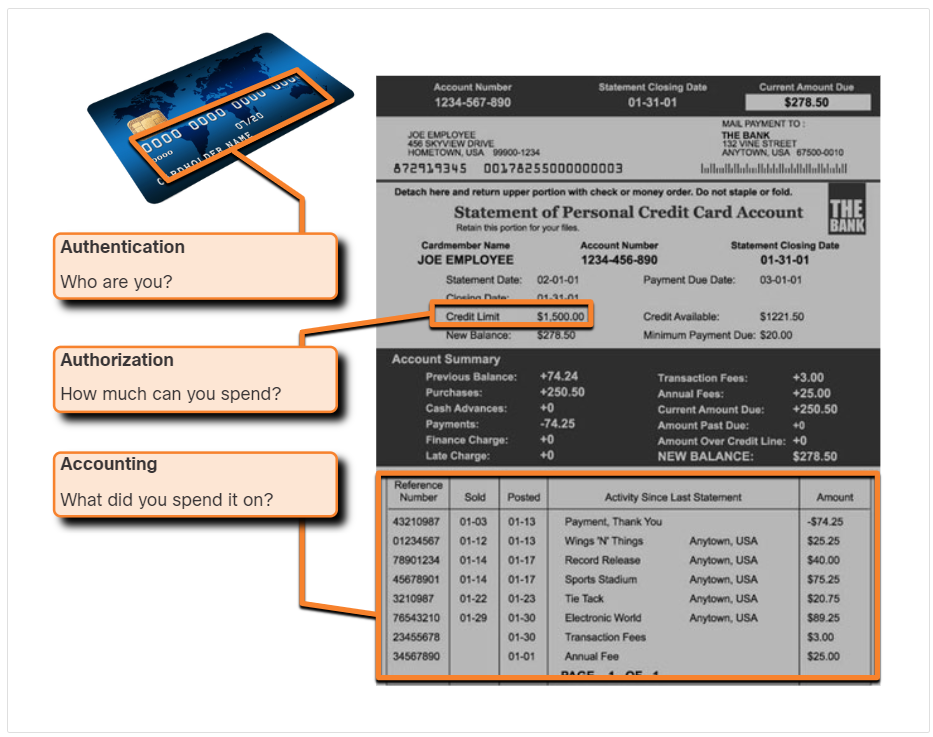 0000 0000 0000 000
0000
07/20
CARDHOLDER NAME
Authentication
Who are you?
Authorization
How much can you spend?
Accounting
What did you spend it on?
Account Number Statement Closing Date Current Amount Due
1234-567-890 01-31-01 $278.50
JOE EMPLOYEE
456 SKYVIEW DRIVE
HOMETOWN, USA 99900-1234
MAIL PAYMENT TO :
THE BANK
132 VINE STREET
ANYTOWN, USA 67500-0010
872919345 001782550000000003
Detach here and return upper portion with check or money order. Do not staple or fold.
Statement of Personal Credit Card Account
Retain this portion for your files.
THE
BANK
Cardmember Name Account Number Statement Closing Date
JOE EMPLOYEE 1234-456-890 01-31-01
Statement Date: 02-01-01 Payment Due Date: 03-01-01
Closing Date: 01-31-01
Credit Limit $1,500.00 Credit Available: $1221.50
New Balance: $278.50 Minimum Payment Due: $20.00
Account Summary
Previous Balance: +74.24 Transaction Fees: +3.00
Purchases: +250.50 Annual Fees: +25.00
Cash Advances: +0 Current Amount Due: +250.50
Payments: -74.25 Amount Past Due: +0
Finance Charge: +0 Amount Over Credit Line: +0
Late Charge: +0 NEW BALANCE: $278.50
Reference
Number Sold Posted Activity Since Last Statement Amount
43210987 01-03 01-13 Payment, Thank You -$74.25
01234567 01-12 01-13 Wings 'N' Things Anytown, USA $25.25
78901234 01-14 01-17 Record Release Anytown, USA $40.00
45678901 01-14 01-17 Sports Stadium Anytown, USA $75.25
3210987 01-22 01-23 Tie Tack Anytown, USA $20.75
76543210 01-29 01-30 Electronic World Anytown, USA $89.25
23455678 01-30 Transaction Fees $3.00
34567890 01-01 Annual Fee $25.00
PAGE 1 OF 1